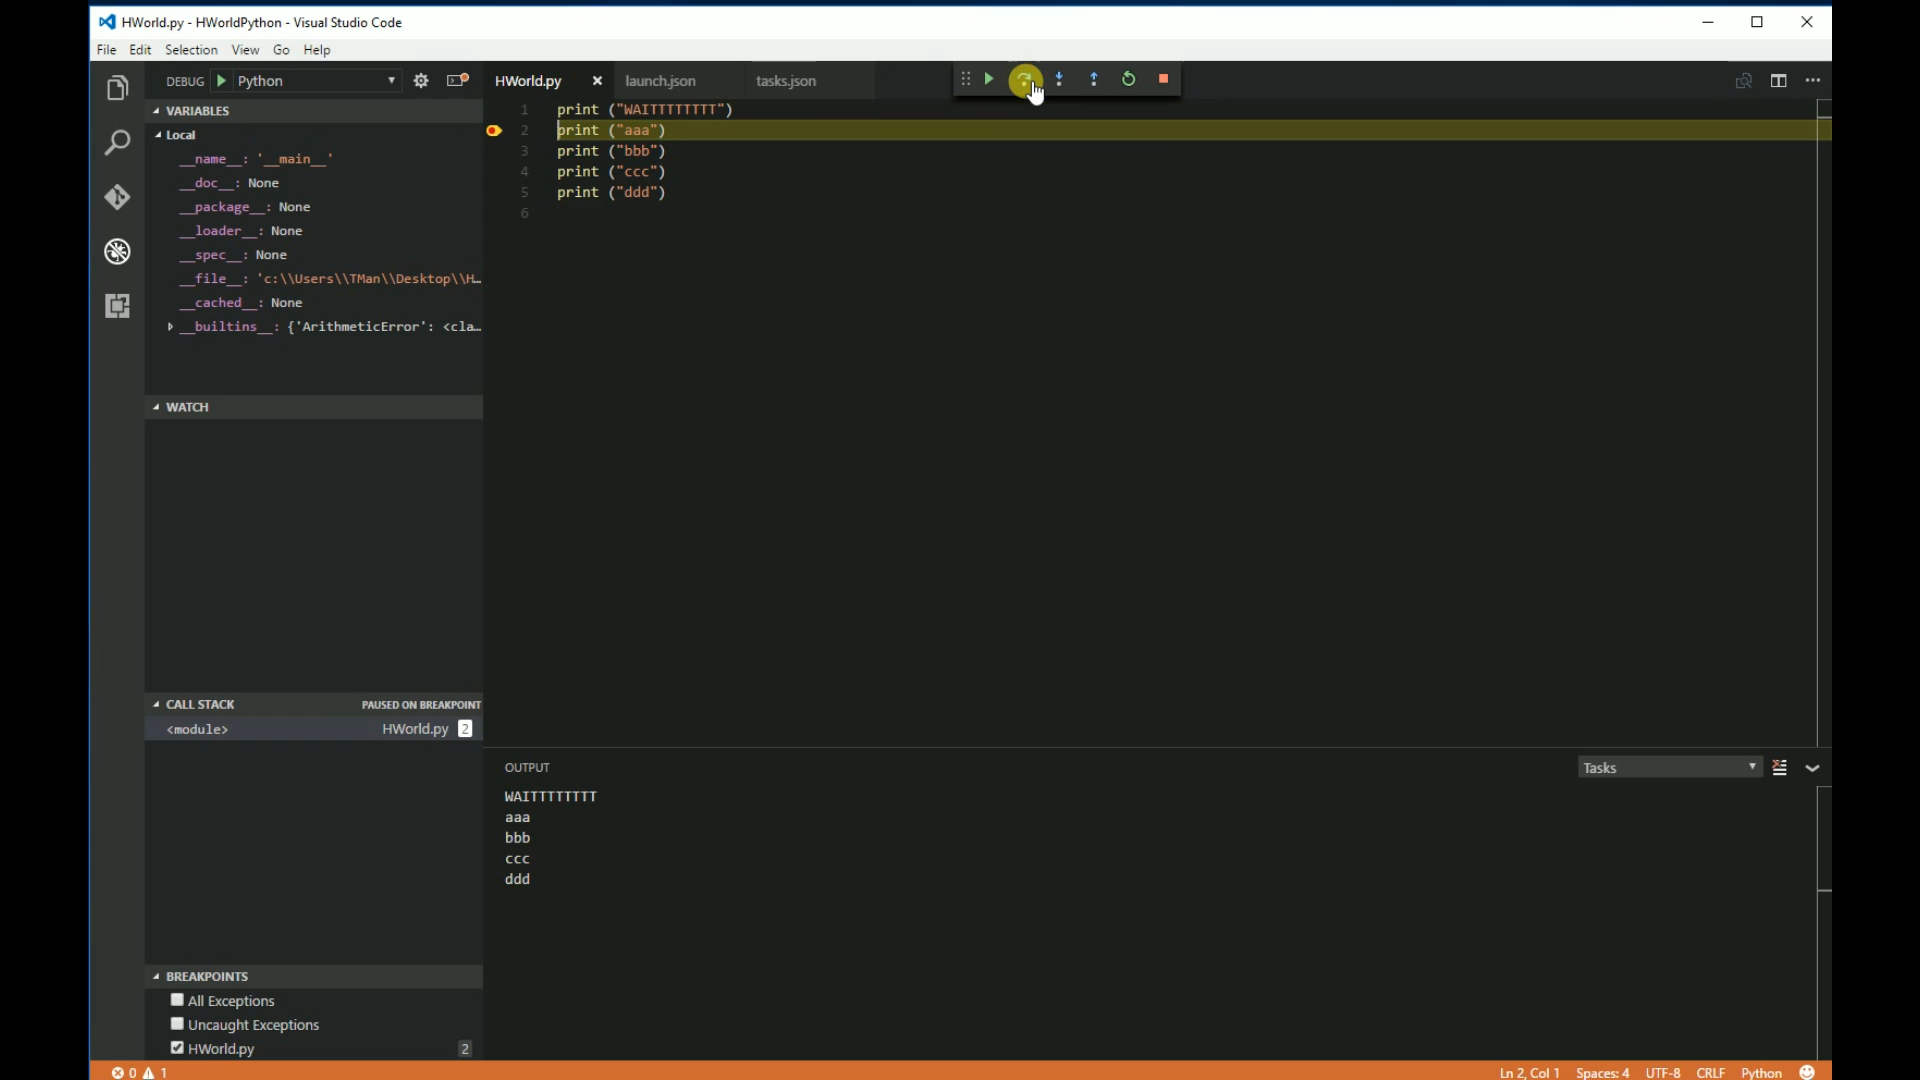 HWorld.py - HWorldPython - Visual Studio Code
File Edit Selection View Go Help
DEBUG Python
HWorld.py launch.json tasks.json
VARIABLES
Local
__name__: '__main__'
__doc__: None
__package__: None
__loader__: None
__spec__: None
__file__: 'c:\\Users\\TMan\\Desktop\\H…
__cached__: None
__builtins__: {'ArithmeticError': <cla…
WATCH
CALL STACK PAUSED ON BREAKPOINT
<module> HWorld.py 2
BREAKPOINTS
All Exceptions
Uncaught Exceptions
HWorld.py 2
1 print ("WAITTTTTTTT")
2 print ("aaa")
3 print ("bbb")
4 print ("ccc")
5 print ("ddd")
6
OUTPUT Tasks
WAITTTTTTTT
aaa
bbb
ccc
ddd
0 1 Ln 2, Col 1 Spaces: 4 UTF-8 CRLF Python